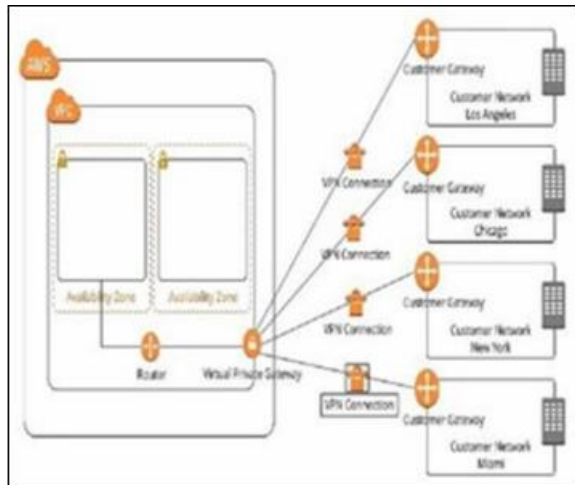 AWS
VPC
Availability Zone
Availability Zone
Router
Virtual Private Gateway
VPN Connection
VPN Connection
VPN Connection
VPN Connection
Customer Gateway
Customer Network
Los Angeles
Customer Gateway
Customer Network
Chicago
Customer Gateway
Customer Network
New York
Customer Gateway
Customer Network
Miami